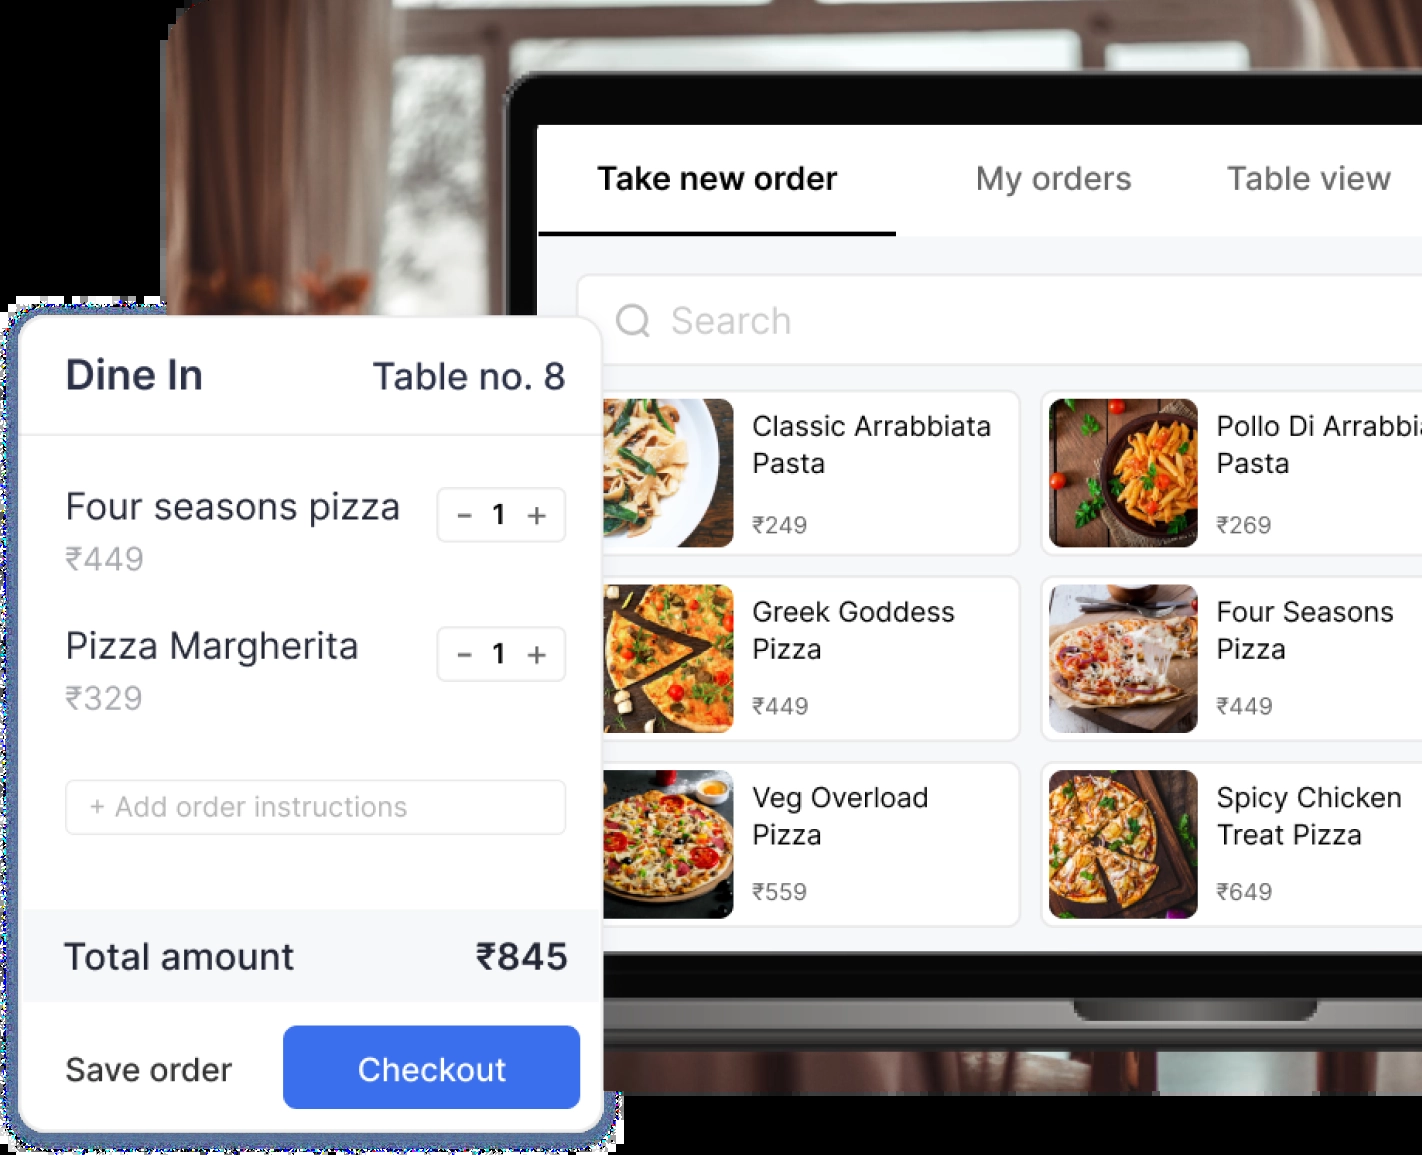 Take new order My orders Table view
Search
Dine In Table no. 8
Four seasons pizza - 1 +
₹449
Pizza Margherita - 1 +
₹329
+ Add order instructions
Total amount ₹845
Save order Checkout
Classic Arrabbiata
Pasta
₹249
Pollo Di
Pasta
₹269
Greek Goddess
Pizza
₹449
Four Seasons
Pizza
₹449
Veg Overload
Pizza
₹559
Spicy Chicken
Treat Pizza
₹649